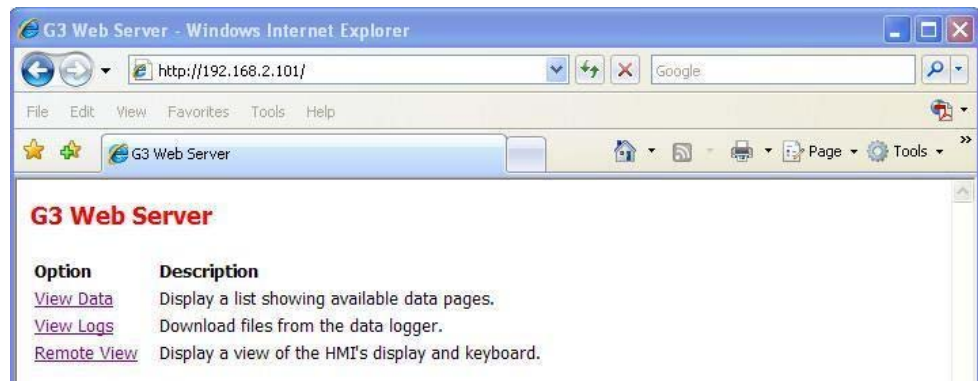 G3 Web Server - Windows Internet Explorer
http://192.168.2.101/
Google
File Edit View Favorites Tools Help
G3 Web Server
Page Tools »
G3 Web Server
Option Description
View Data Display a list showing available data pages.
View Logs Download files from the data logger.
Remote View Display a view of the HMI's display and keyboard.